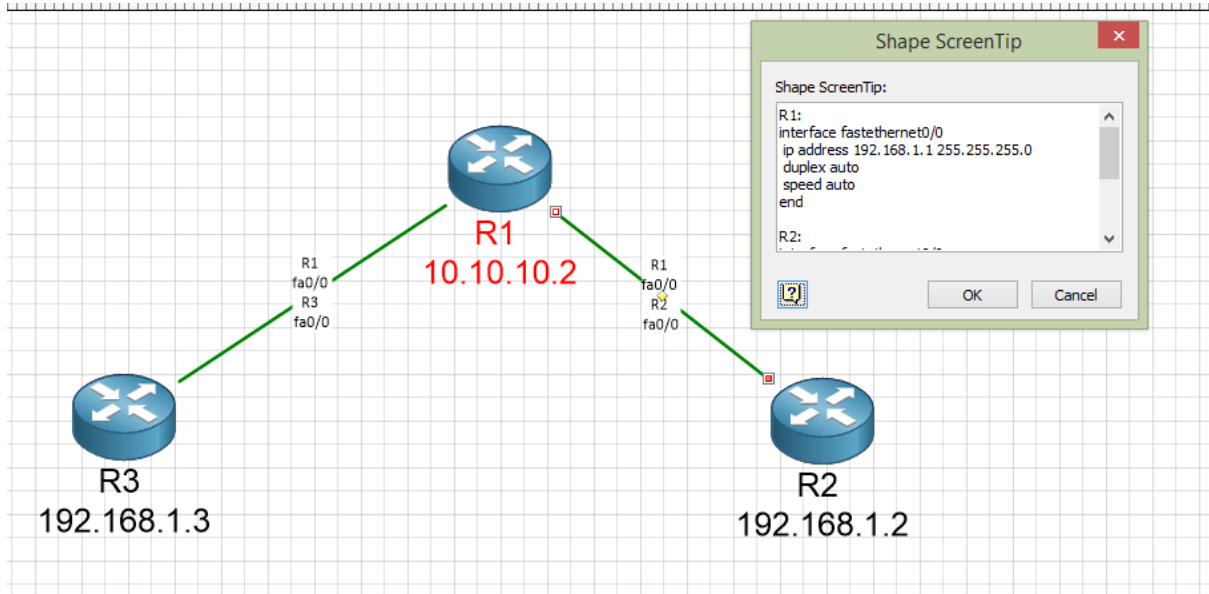 Shape ScreenTip
Shape ScreenTip:
R1:
interface fastethernet0/0
ip address 192.168.1.1 255.255.255.0
duplex auto
speed auto
end
R2:
OK
Cancel
R1
10.10.10.2
R1
fa0/0
R3
fa0/0
R1
fa0/0
R2
fa0/0
R3
192.168.1.3
R2
192.168.1.2